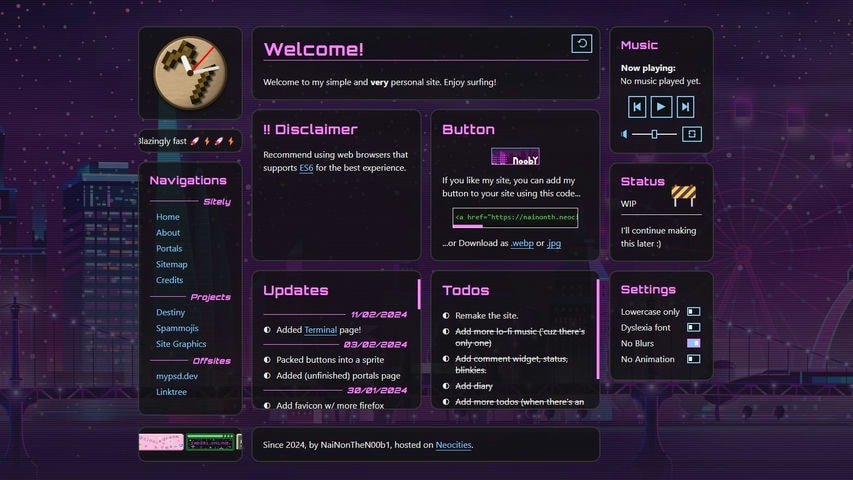 Blazingly fast 🚀 ⚡ 🚀 ⚡
Navigations
Sitely
Home
About
Portals
Sitemap
Credits
Projects
Destiny
Spammojis
Site Graphics
Offsites
mypsd.dev
Linktree
Welcome!
Welcome to my simple and very personal site. Enjoy surfing!
!! Disclaimer
Recommend using web browsers that
supports ES6 for the best experience.
Button
NOOBY
If you like my site, you can add my
button to your site using this code...
<a href="https://nainonth.neoci
...or Download as .webp or .jpg
Updates
11/02/2024
Added Terminal page!
03/02/2024
Packed buttons into a sprite
Added (unfinished) portals page
30/01/2024
Add favicon w/ more firefox
Todos
Remake the site.
Add more lo-fi music ('cuz there's
only one)
Add comment widget, status,
blinkies.
Add diary
Add more todos (when there's an
Music
Now playing:
No music played yet.
Status
WIP
I'll continue making
this later :)
Settings
Lowercase only
Dyslexia font
No Blurs
No Animation
Since 2024, by NaiNonTheN00b1, hosted on Neocities.